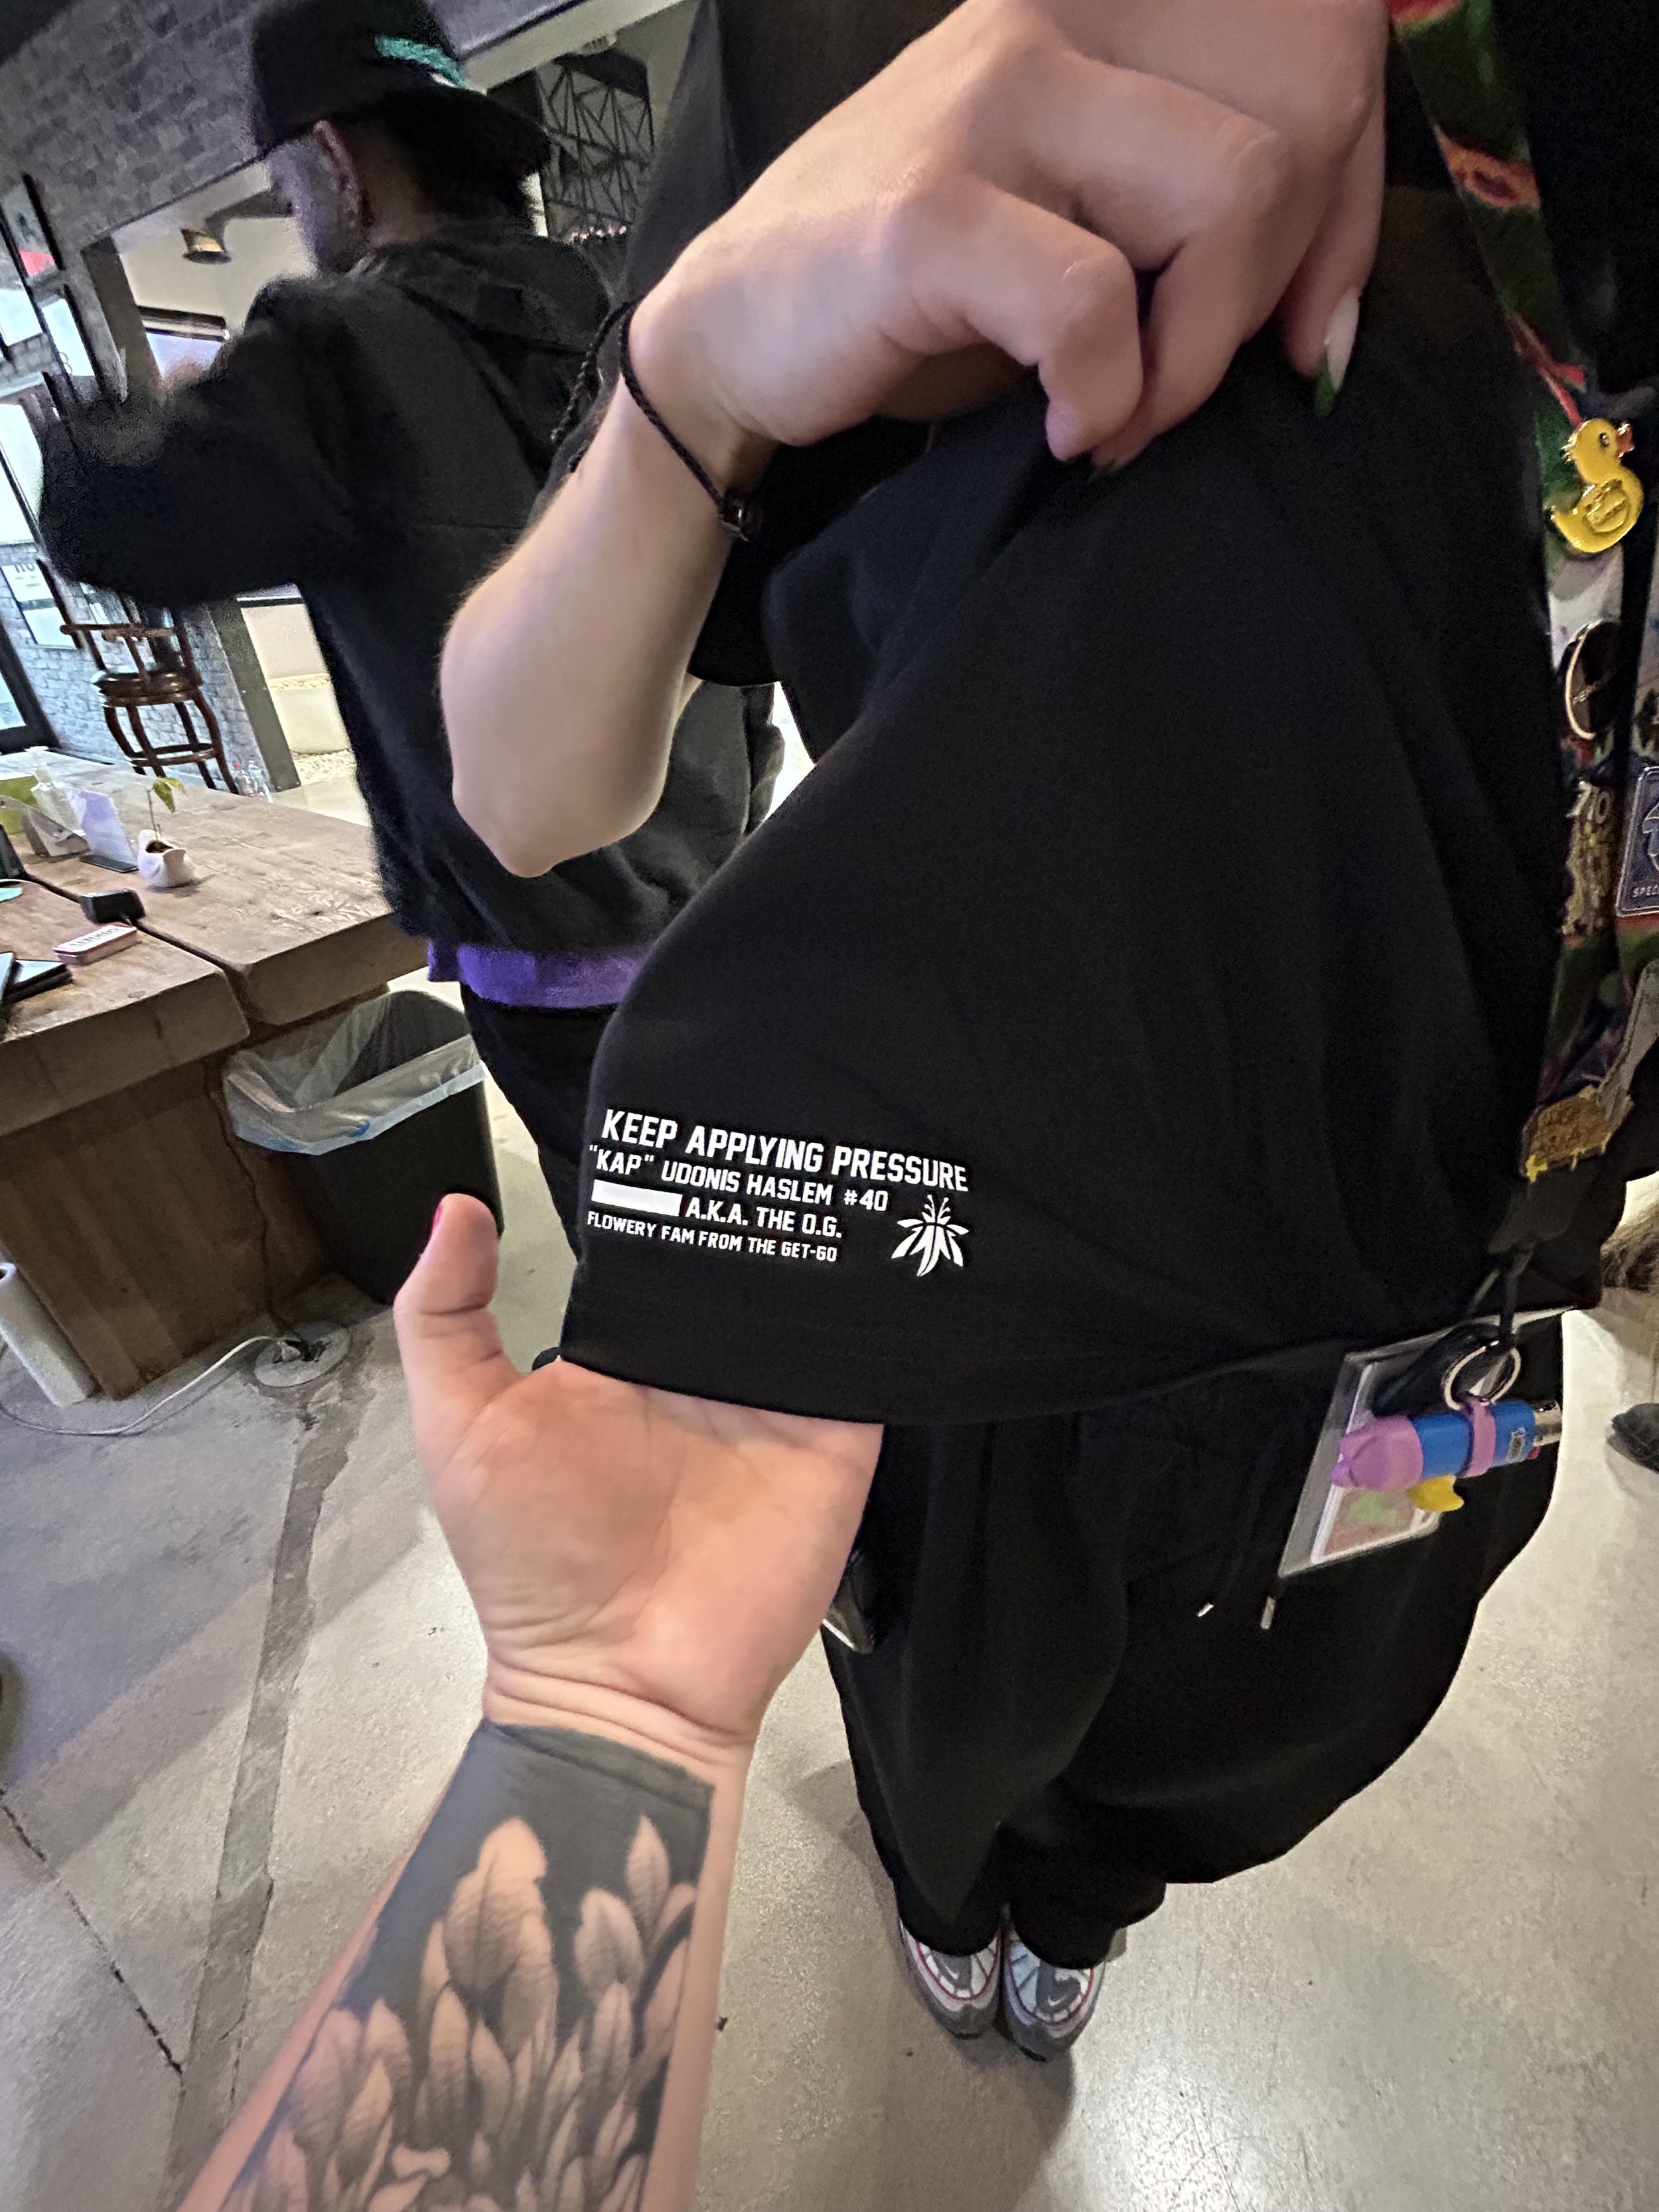 KEEP APPLYING PRESSURE
"KAP" UDONIS HASLEM #40
A.K.A. THE O.G.
FLOWERY FAM FROM THE GET-GO